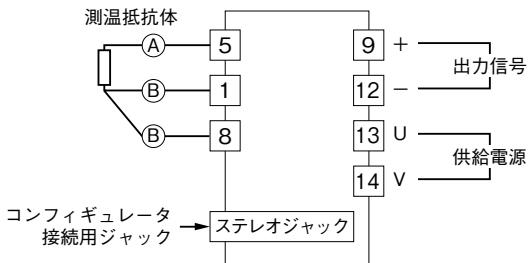 測温抵抗体
A 5 9 +
出力信号
B 1 12 −
B 8 13 U
供給電源
14 V
コンフィギュレータ
接続用ジャック
ステレオジャック